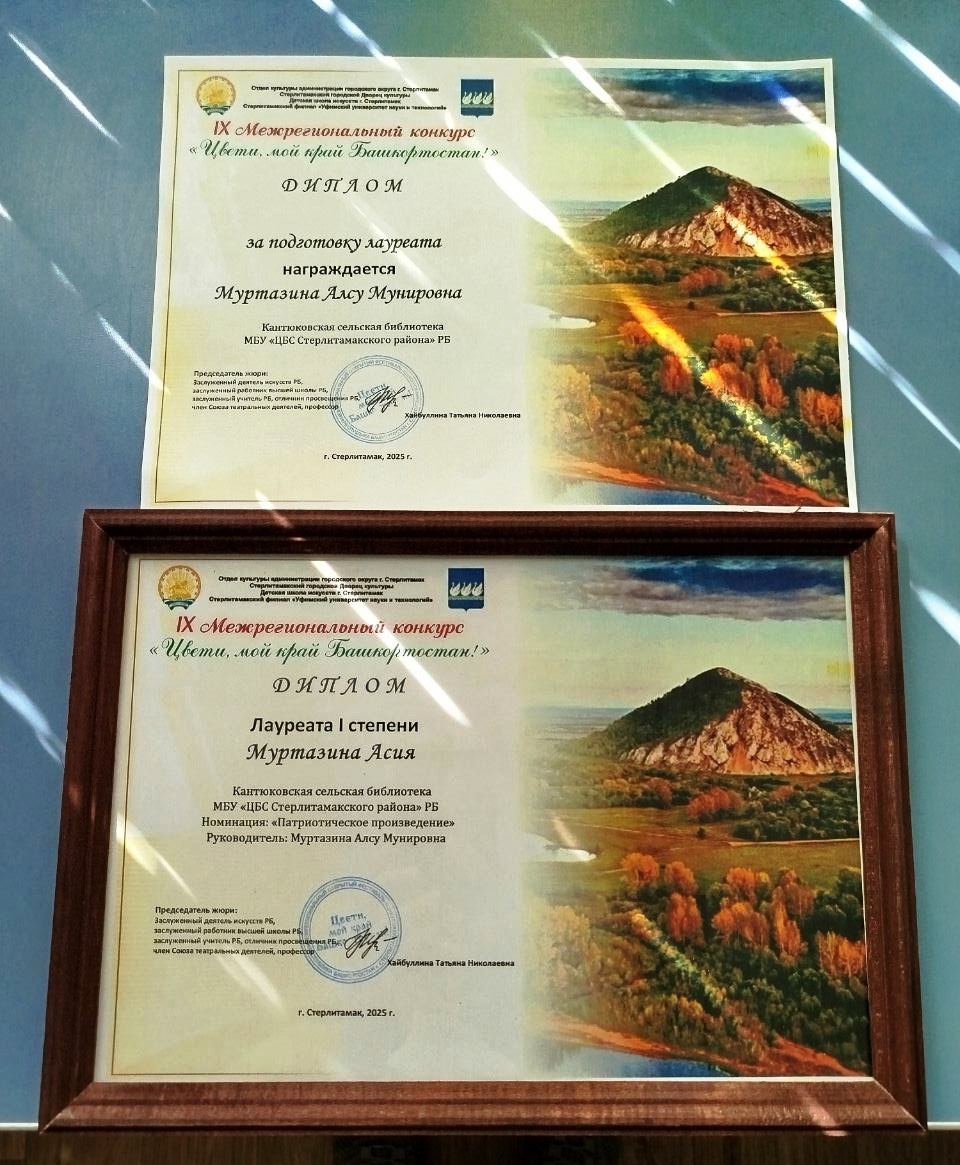 Отдел культуры администрации городского округа г. Стерлитамак
Стерлитамакский городской Дворец культуры
Детская школа искусств г. Стерлитамак
Стерлитамакский филиал «Уфимский университет науки и технологий»
IX Межрегиональный конкурс
«Цвети, мой край Башкортостан!»
ДИПЛОМ
за подготовку лауреата
награждается
Муртазина Алсу Мунировна
Кантюковская сельская библиотека
МБУ «ЦБС Стерлитамакского района» РБ
Председатель жюри:
Заслуженный деятель искусств РБ,
заслуженный работник высшей школы РБ,
заслуженный учитель РБ, отличник просвещения РБ,
член Союза театральных деятелей, профессор
Цвети,
Хайбуллина Татьяна Николаевна
г. Стерлитамак, 2025 г.
Отдел культуры администрации городского округа г. Стерлитамак
Стерлитамакский городской Дворец культуры
Детская школа искусств г. Стерлитамак
Стерлитамакский филиал «Уфимский университет науки и технологий»
IX Межрегиональный конкурс
«Цвети, мой край Башкортостан!»
ДИПЛОМ
Лауреата I степени
Муртазина Асия
Кантюковская сельская библиотека
МБУ «ЦБС Стерлитамакского района» РБ
Номинация: «Патриотическое произведение»
Руководитель: Муртазина Алсу Мунировна
Председатель жюри:
Заслуженный деятель искусств РБ,
заслуженный работник высшей школы РБ,
заслуженный учитель РБ, отличник просвещения РБ,
член Союза театральных деятелей, профессор
Цвети,
мой край
Хайбуллина Татьяна Николаевна
г. Стерлитамак, 2025 г.